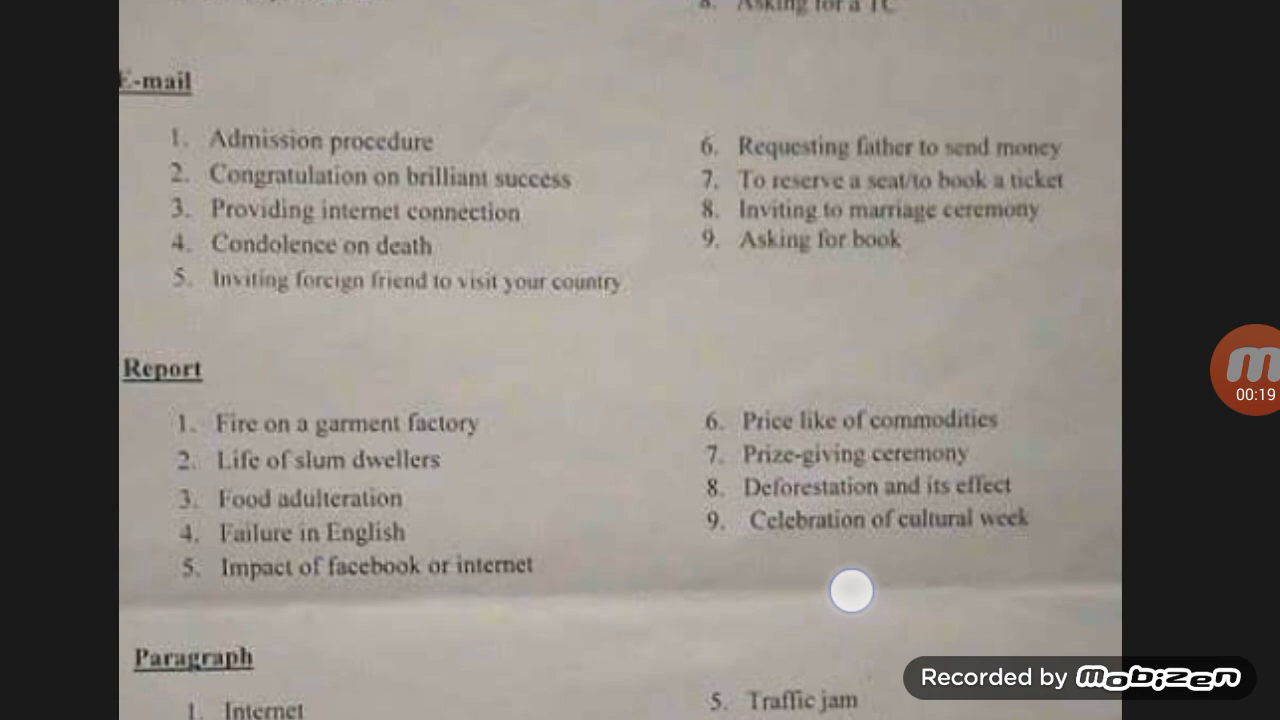 8. Asking for a TC
E-mail
1. Admission procedure
2. Congratulation on brilliant success
3. Providing internet connection
4. Condolence on death
5. Inviting foreign friend to visit your country
6. Requesting father to send money
7. To reserve a seat/to book a ticket
8. Inviting to marriage ceremony
9. Asking for book
Report
1. Fire on a garment factory
2. Life of slum dwellers
3. Food adulteration
4. Failure in English
5. Impact of facebook or internet
6. Price like of commodities
7. Prize-giving ceremony
8. Deforestation and its effect
9. Celebration of cultural week
Paragraph
1. Internet
5. Traffic jam
00:19
Recorded by mobizen